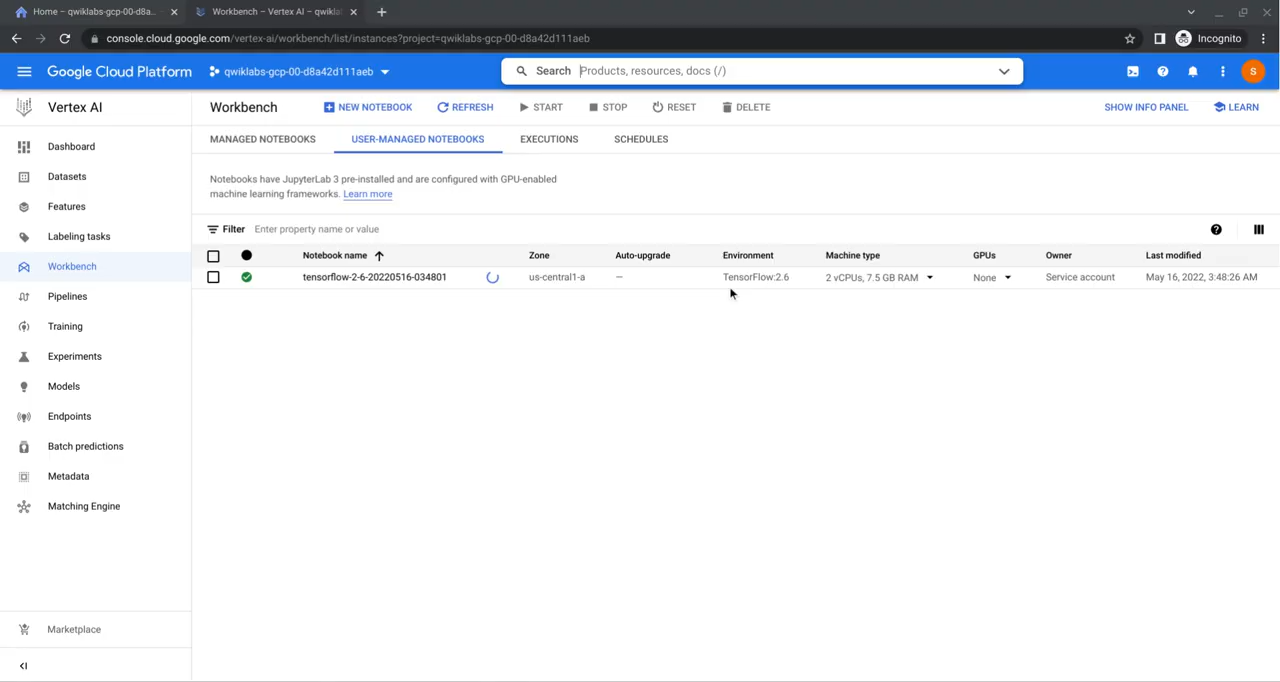 Home – qwiklabs-gcp-00-d8a...
Workbench – Vertex AI – qwikla
console.cloud.google.com/vertex-ai/workbench/list/instances?project=qwiklabs-gcp-00-d8a42d111aeb
Incognito
Google Cloud Platform
qwiklabs-gcp-00-d8a42d111aeb
Search Products, resources, docs (/)
S
Vertex AI
Workbench
NEW NOTEBOOK
REFRESH
START
STOP
RESET
DELETE
SHOW INFO PANEL
LEARN
MANAGED NOTEBOOKS
USER-MANAGED NOTEBOOKS
EXECUTIONS
SCHEDULES
Dashboard
Datasets
Features
Labeling tasks
Workbench
Pipelines
Training
Experiments
Models
Endpoints
Batch predictions
Metadata
Matching Engine
Marketplace
Notebooks have JupyterLab 3 pre-installed and are configured with GPU-enabled
machine learning frameworks. Learn more
Filter Enter property name or value
Notebook name Zone Auto-upgrade Environment Machine type GPUs Owner Last modified
tensorflow-2-6-20220516-034801 us-central1-a — TensorFlow:2.6 2 vCPUs, 7.5 GB RAM None Service account May 16, 2022, 3:48:26 AM